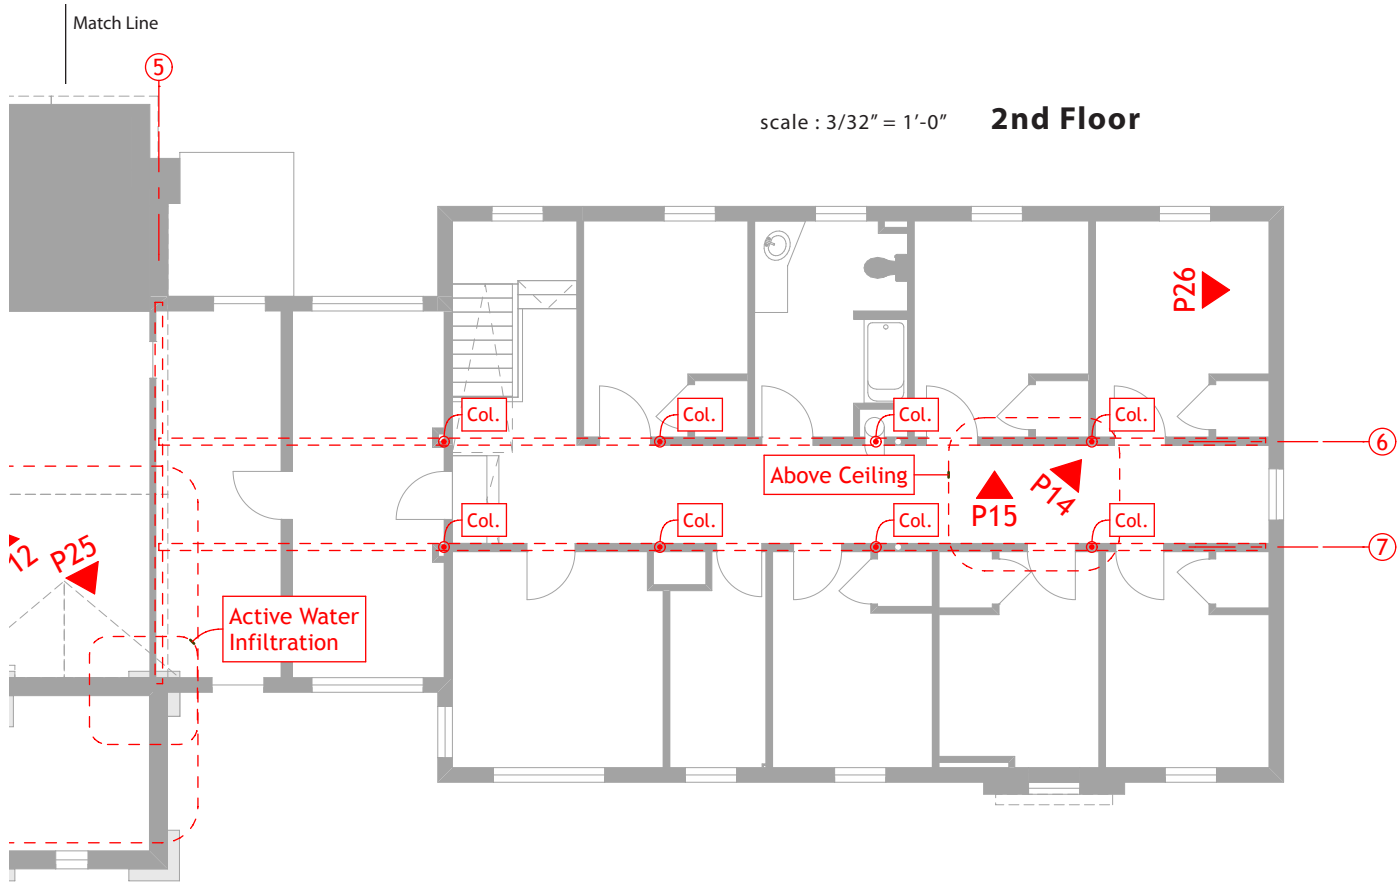 Match Line
5
scale : 3/32” = 1’-0” 2nd Floor
P26
Col.
Col.
Col.
Col.
6
Above Ceiling
P15
P14
Col.
Col.
Col.
Col.
7
12
P25
Active Water
Infiltration